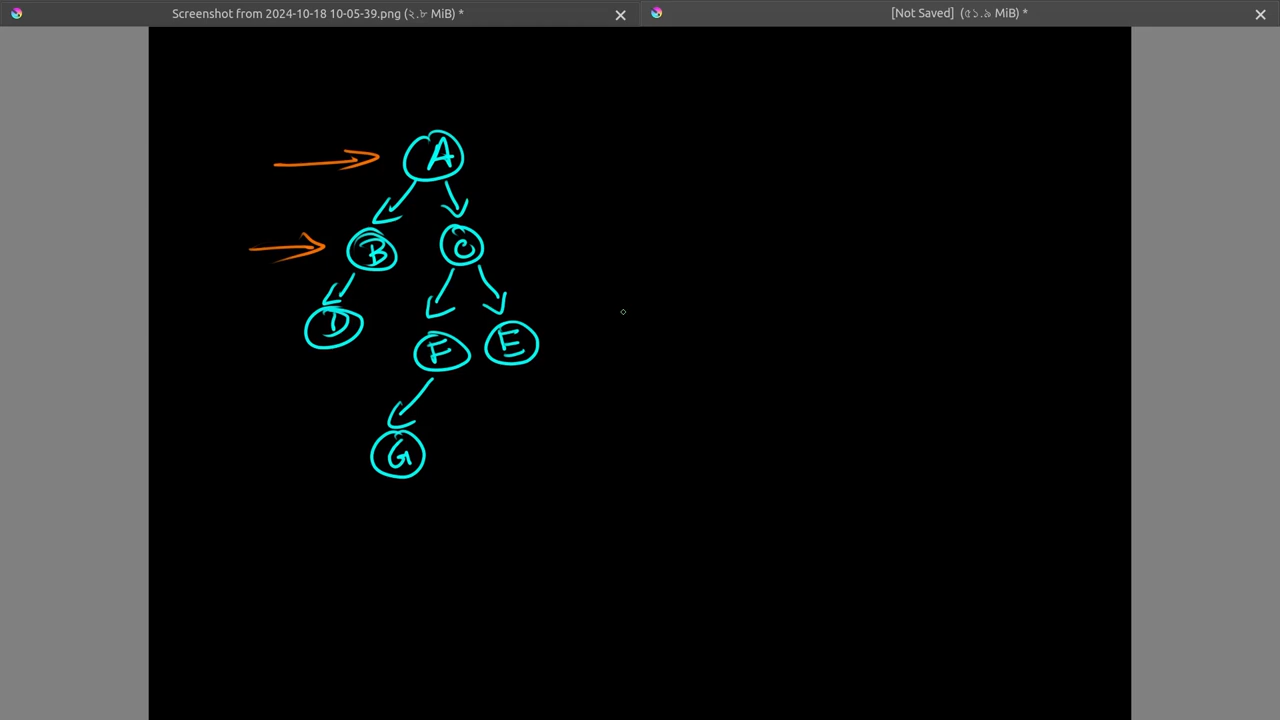 Screenshot from 2024-10-18 10-05-39.png (২.৮ MiB) *
[Not Saved] (৫১.৯ MiB) *
A
B C
D F E
G